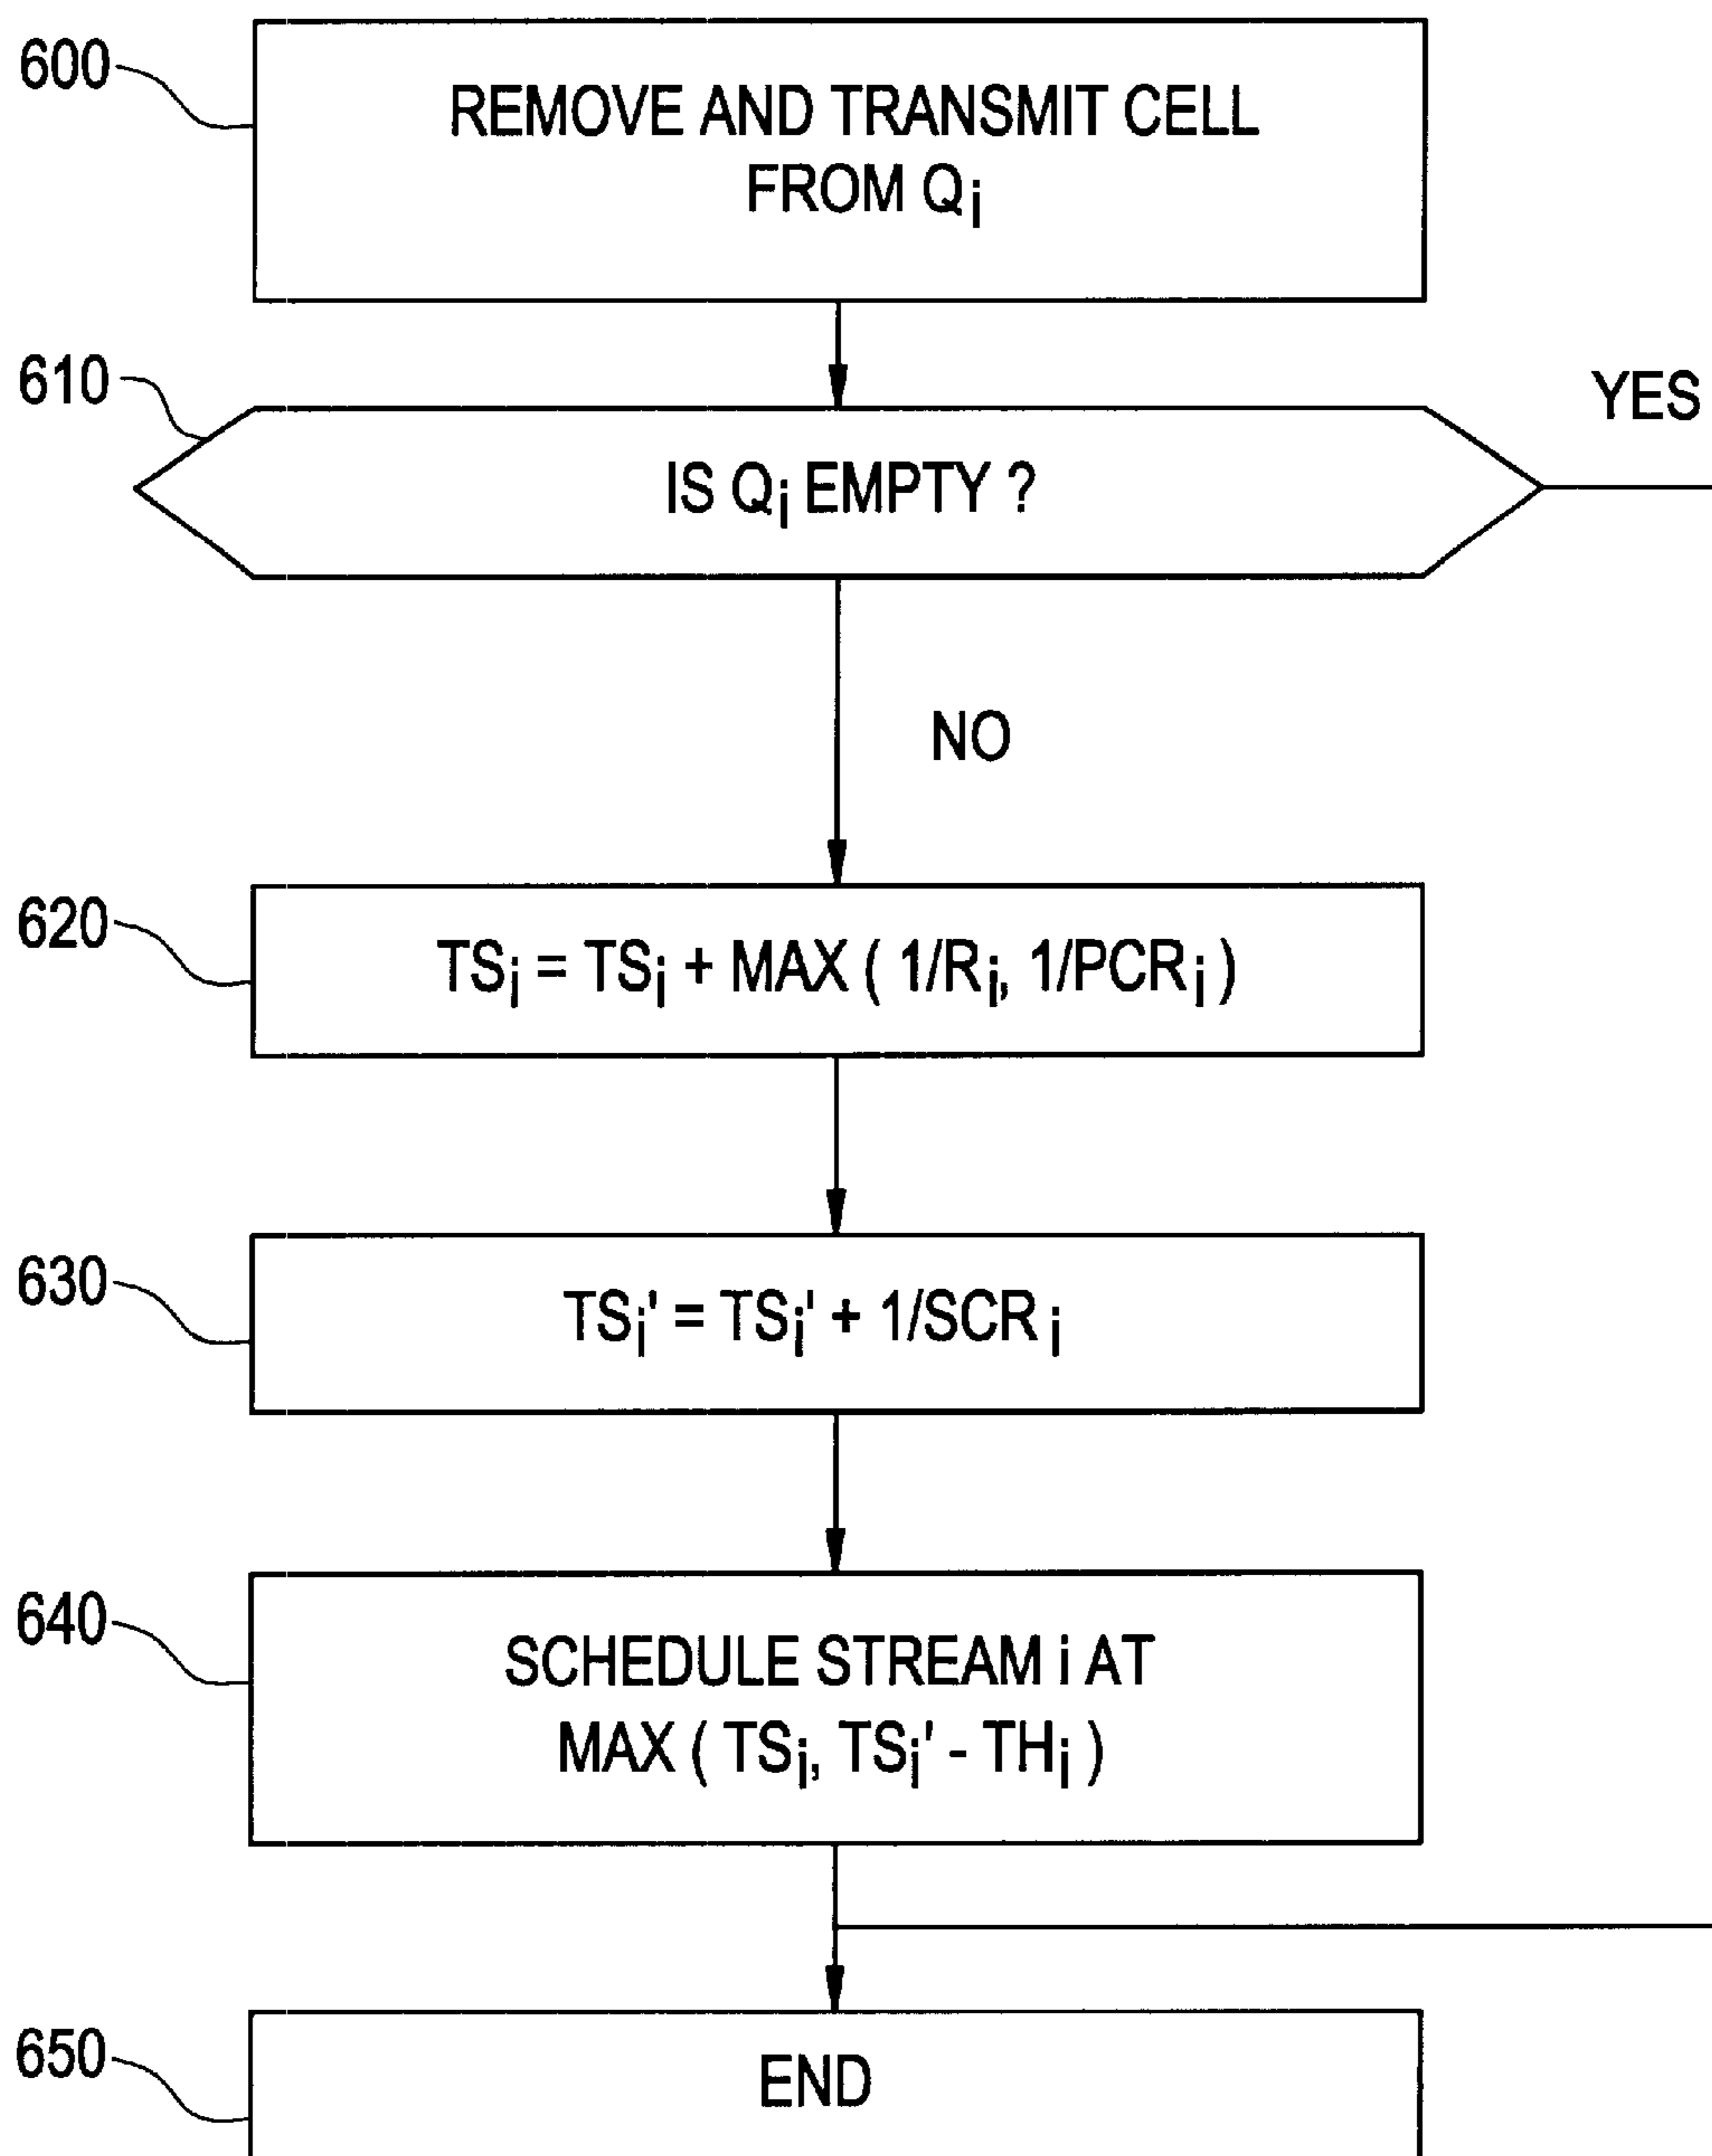 600
REMOVE AND TRANSMIT CELL
FROM Qi
610
YES
IS Qi EMPTY ?
NO
620
TSi = TSi + MAX ( 1/Ri, 1/PCRi )
630
TSi' = TSi' + 1/SCR i
640
SCHEDULE STREAM i AT
MAX ( TSi, TSi' - THi )
650
END